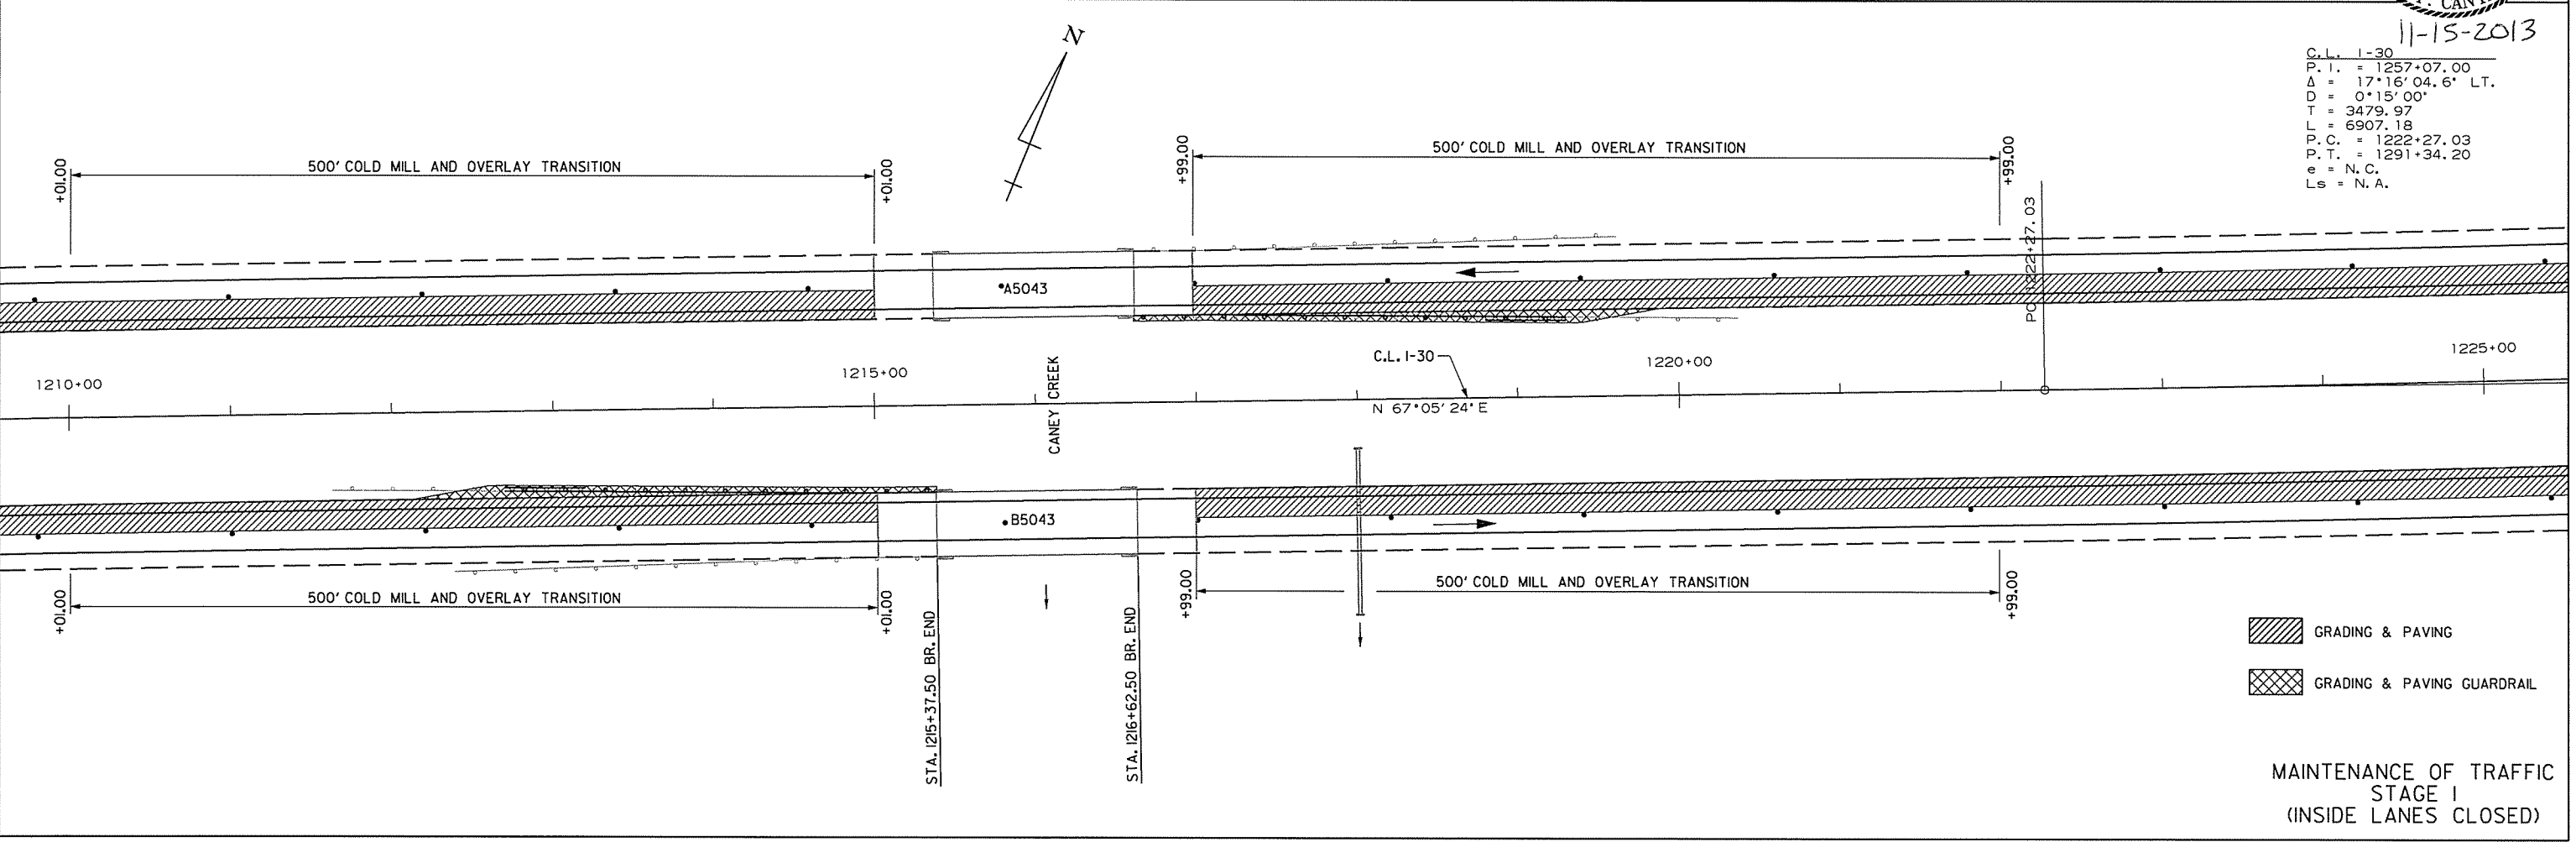 11-15-2013
C.L. I-30
P.I. = 1257+07.00
Δ = 17°16'04.6" LT.
D = 0°15'00"
T = 3479.97
L = 6907.18
P.C. = 1222+27.03
P.T. = 1291+34.20
e = N.C.
Ls = N.A.
N
+01.00
500' COLD MILL AND OVERLAY TRANSITION
+01.00
+99.00
500' COLD MILL AND OVERLAY TRANSITION
+99.00
PC 1222+27.03
A5043
1210+00
1215+00
CANEY CREEK
C.L. I-30
1220+00
1225+00
N 67°05'24" E
B5043
+01.00
500' COLD MILL AND OVERLAY TRANSITION
+01.00
STA. 1215+37.50 BR. END
STA. 1216+62.50 BR. END
+99.00
500' COLD MILL AND OVERLAY TRANSITION
+99.00
GRADING & PAVING
GRADING & PAVING GUARDRAIL
MAINTENANCE OF TRAFFIC
STAGE 1
(INSIDE LANES CLOSED)